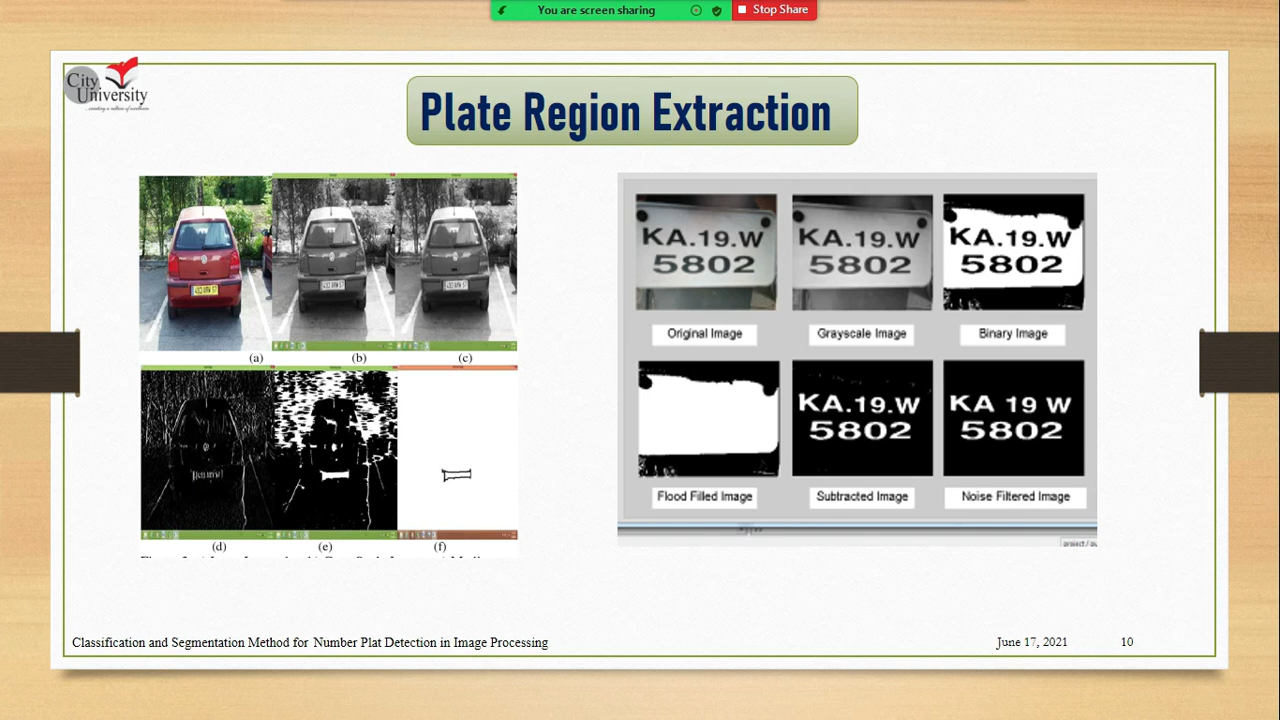 You are screen sharing
Stop Share
City
University
Plate Region Extraction
(a)
(b)
(c)
(d)
(e)
(f)
KA.19.W
5802
KA.19.W
5802
KA.19.W
5802
Original Image
Grayscale Image
Binary Image
KA.19.W
5802
KA 19 W
5802
Flood Filled Image
Subtracted Image
Noise Filtered Image
Classification and Segmentation Method for Number Plat Detection in Image Processing
June 17, 2021
10